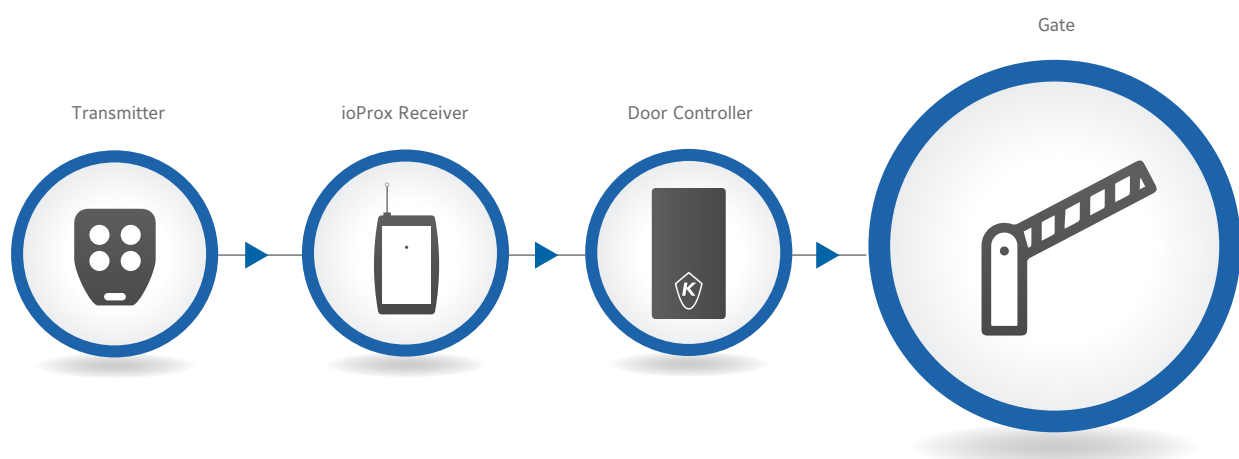 Gate
Transmitter
ioProx Receiver
Door Controller
K